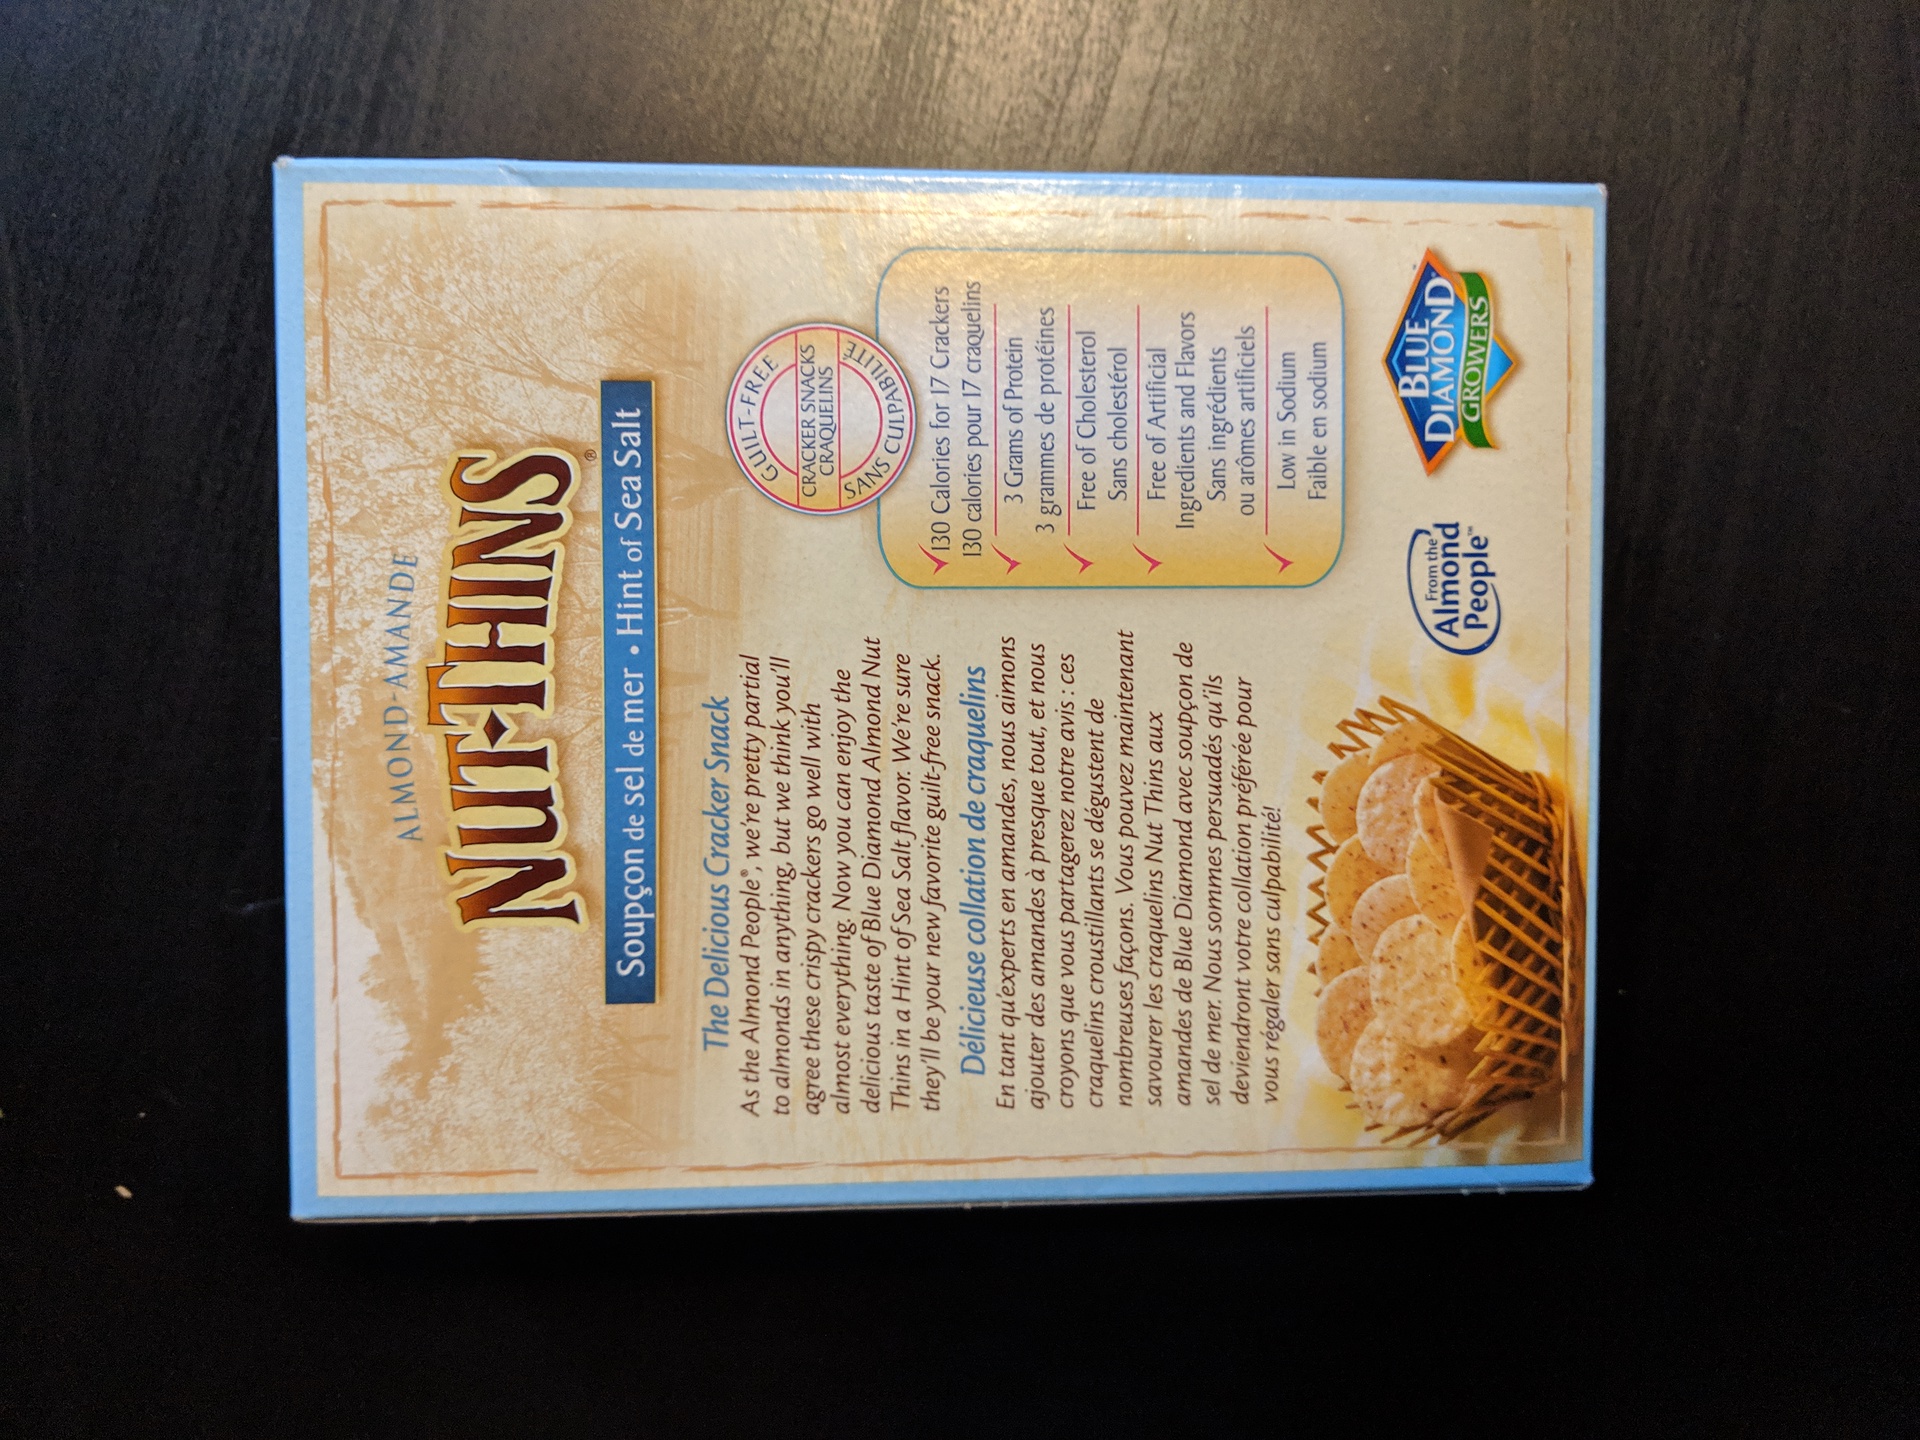 ALMOND-AMANDE
NUT-THINS®
Soupçon de sel de mer • Hint of Sea Salt
The Delicious Cracker Snack
As the Almond People®, we're pretty partial
to almonds in anything, but we think you'll
agree these crispy crackers go well with
almost everything. Now you can enjoy the
delicious taste of Blue Diamond Almond Nut
Thins in a Hint of Sea Salt flavor. We're sure
they'll be your new favorite guilt-free snack.
Délicieuse collation de craquelins
En tant qu'experts en amandes, nous aimons
ajouter des amandes à presque tout, et nous
croyons que vous partagerez notre avis : ces
craquelins croustillants se dégustent de
nombreuses façons. Vous pouvez maintenant
savourer les craquelins Nut Thins aux
amandes de Blue Diamond avec soupçon de
sel de mer. Nous sommes persuadés qu'ils
deviendront votre collation préférée pour
vous régaler sans culpabilité!
GUILT-FREE
CRACKER SNACKS
CRAQUELINS
SANS CULPABILITÉ
130 Calories for 17 Crackers
130 calories pour 17 craquelins
3 Grams of Protein
3 grammes de protéines
Free of Cholesterol
Sans cholestérol
Free of Artificial
Ingredients and Flavors
Sans ingrédients
ou arômes artificiels
Low in Sodium
Faible en sodium
From the
Almond
People™
BLUE
DIAMOND®
GROWERS